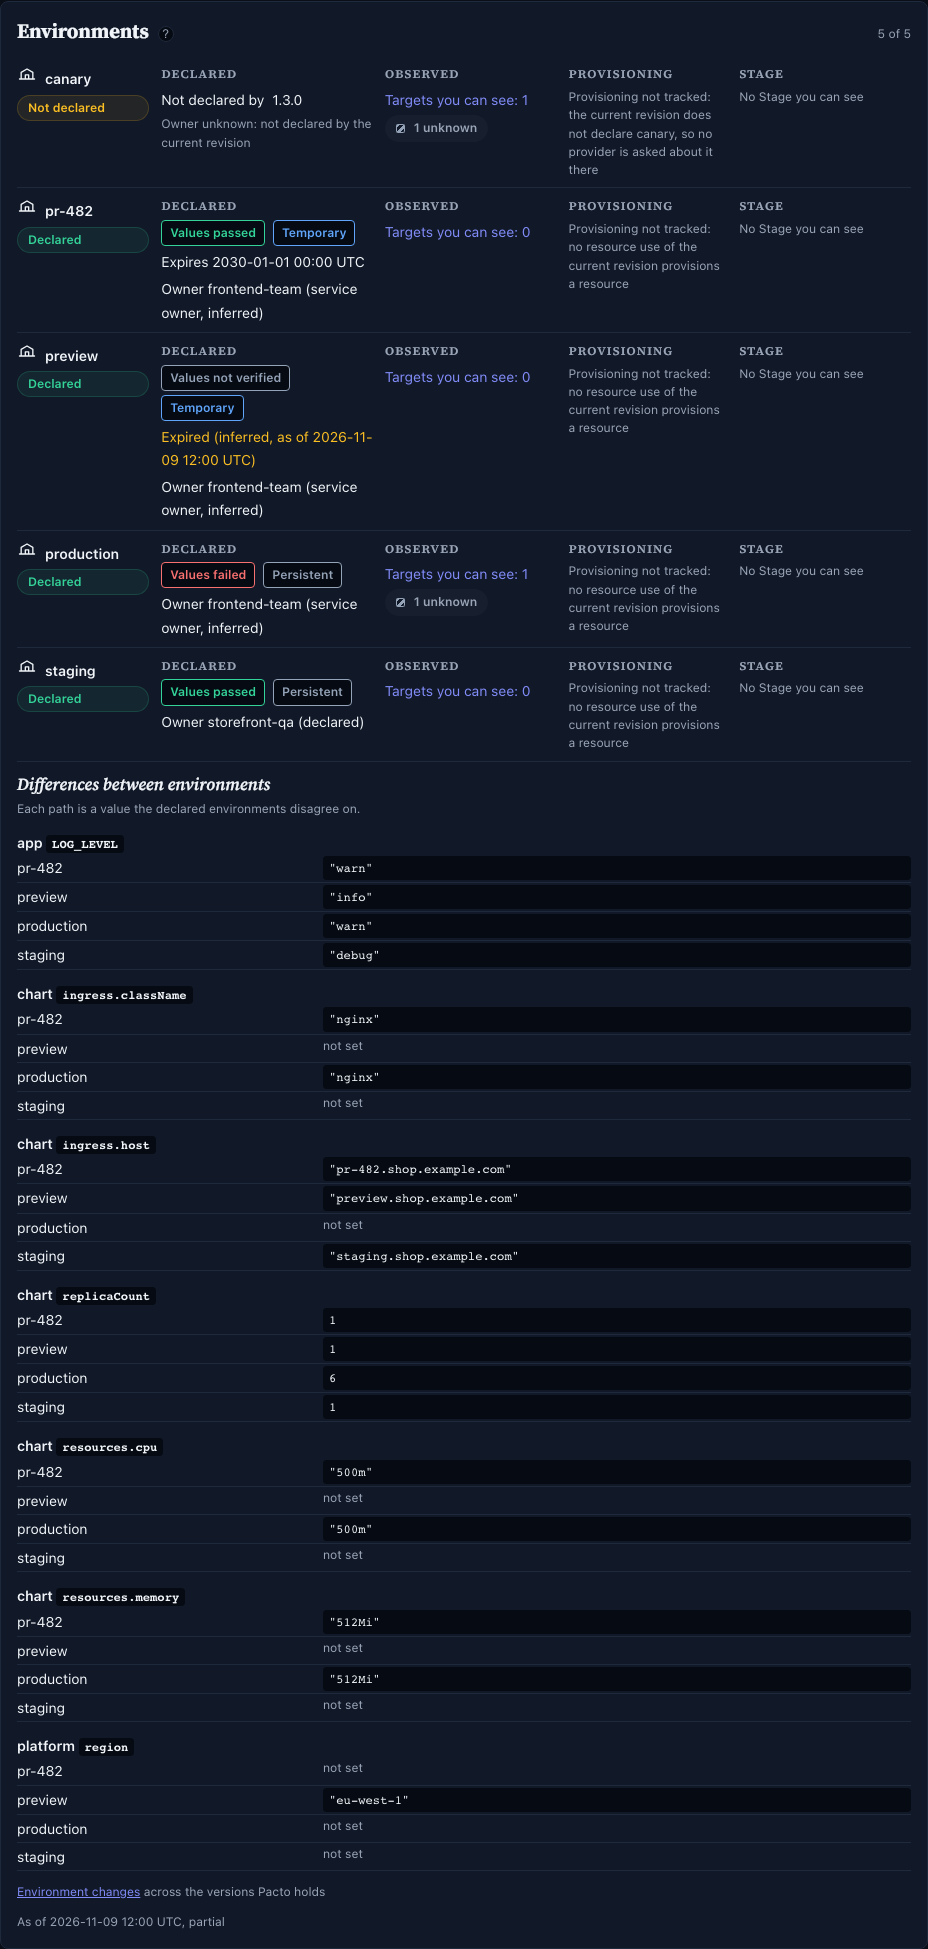 Environments ?
5 of 5
canary
Not declared
DECLARED
Not declared by 1.3.0
Owner unknown: not declared by the
current revision
OBSERVED
Targets you can see: 1
1 unknown
PROVISIONING
Provisioning not tracked:
the current revision does
not declare canary, so no
provider is asked about it
there
STAGE
No Stage you can see
pr-482
Declared
DECLARED
Values passed
Temporary
Expires 2030-01-01 00:00 UTC
Owner frontend-team (service
owner, inferred)
OBSERVED
Targets you can see: 0
PROVISIONING
Provisioning not tracked:
no resource use of the
current revision provisions
a resource
STAGE
No Stage you can see
preview
Declared
DECLARED
Values not verified
Temporary
Expired (inferred, as of 2026-11-
09 12:00 UTC)
Owner frontend-team (service
owner, inferred)
OBSERVED
Targets you can see: 0
PROVISIONING
Provisioning not tracked:
no resource use of the
current revision provisions
a resource
STAGE
No Stage you can see
production
Declared
DECLARED
Values failed
Persistent
Owner frontend-team (service
owner, inferred)
OBSERVED
Targets you can see: 1
1 unknown
PROVISIONING
Provisioning not tracked:
no resource use of the
current revision provisions
a resource
STAGE
No Stage you can see
staging
Declared
DECLARED
Values passed
Persistent
Owner storefront-qa (declared)
OBSERVED
Targets you can see: 0
PROVISIONING
Provisioning not tracked:
no resource use of the
current revision provisions
a resource
STAGE
No Stage you can see
Differences between environments
Each path is a value the declared environments disagree on.
app LOG_LEVEL
pr-482 "warn"
preview "info"
production "warn"
staging "debug"
chart ingress.className
pr-482 "nginx"
preview not set
production "nginx"
staging not set
chart ingress.host
pr-482 "pr-482.shop.example.com"
preview "preview.shop.example.com"
production not set
staging "staging.shop.example.com"
chart replicaCount
pr-482 1
preview 1
production 6
staging 1
chart resources.cpu
pr-482 "500m"
preview not set
production "500m"
staging not set
chart resources.memory
pr-482 "512Mi"
preview not set
production "512Mi"
staging not set
platform region
pr-482 not set
preview "eu-west-1"
production not set
staging not set
Environment changes across the versions Pacto holds
As of 2026-11-09 12:00 UTC, partial